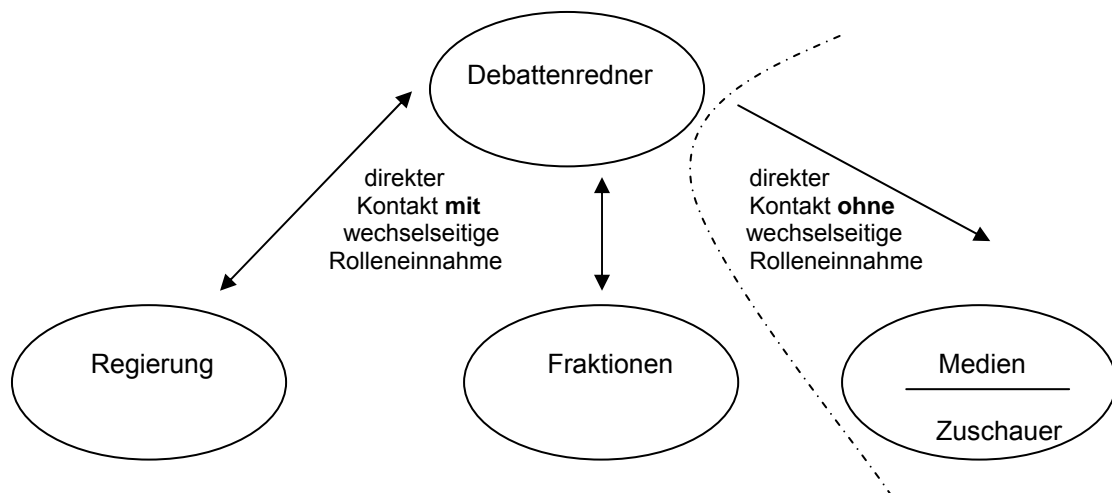 Debattenredner
direkter
Kontakt mit
wechselseitige
Rolleneinnahme
direkter
Kontakt ohne
wechselseitige
Rolleneinnahme
Regierung
Fraktionen
Medien
Zuschauer